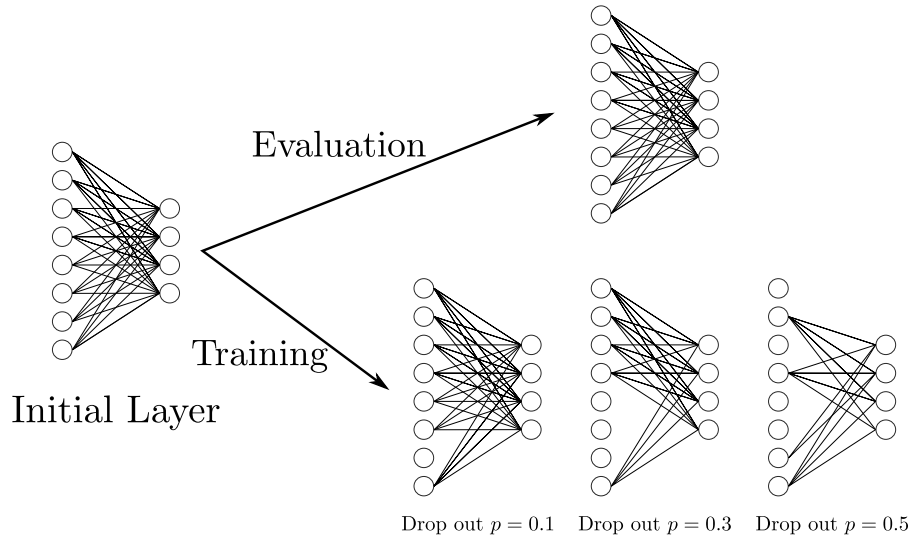 Evaluation
Training
Initial Layer
Drop out p = 0.1
Drop out p = 0.3
Drop out p = 0.5